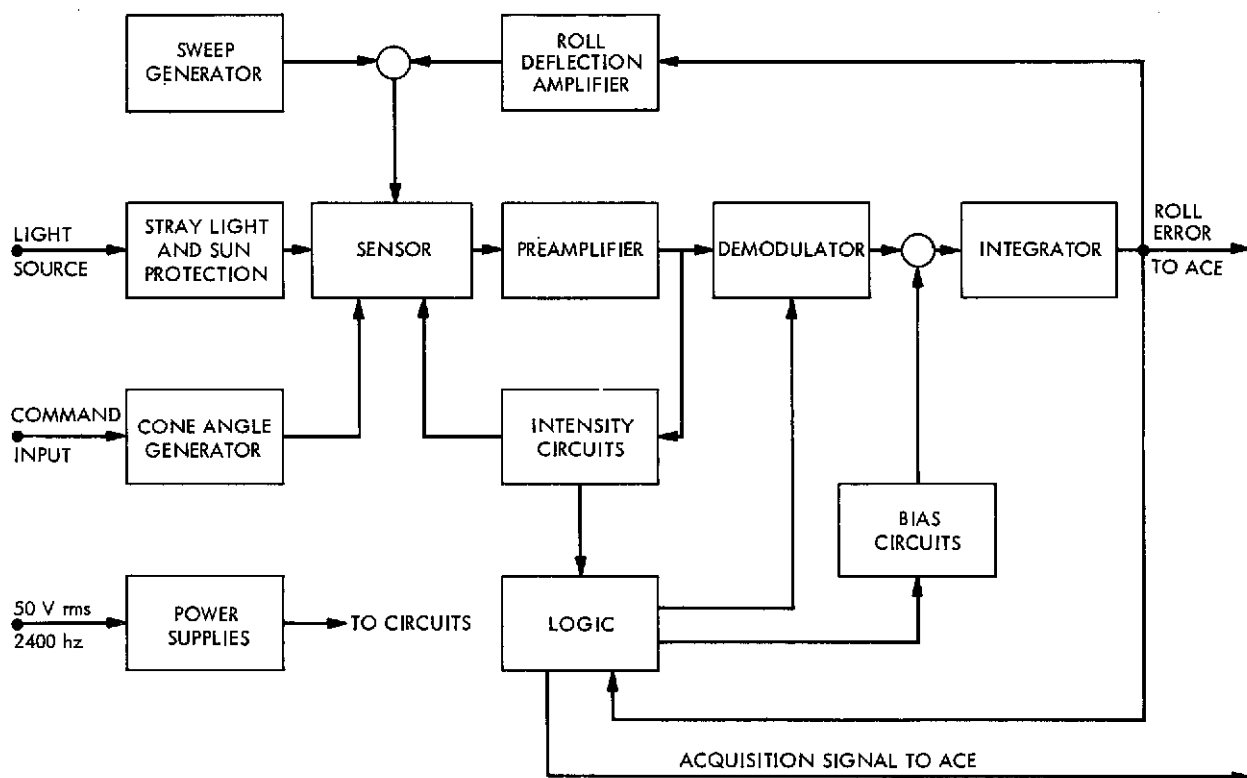 SWEEP
GENERATOR
ROLL
DEFLECTION
AMPLIFIER
LIGHT
SOURCE
STRAY LIGHT
AND SUN
PROTECTION
SENSOR
PREAMPLIFIER
DEMODULATOR
INTEGRATOR
ROLL
ERROR
TO ACE
COMMAND
INPUT
CONE ANGLE
GENERATOR
INTENSITY
CIRCUITS
BIAS
CIRCUITS
50 V rms
2400 hz
POWER
SUPPLIES
TO CIRCUITS
LOGIC
ACQUISITION SIGNAL TO ACE